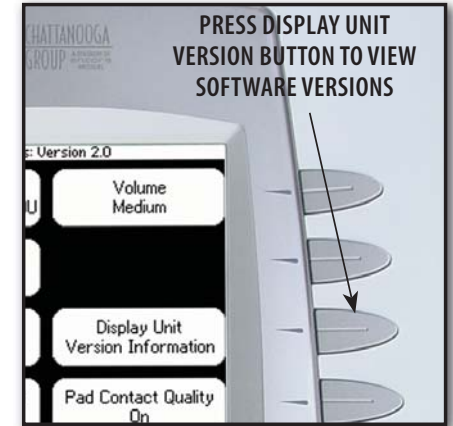 CHATTANOOGA
GROUP
PRESS DISPLAY UNIT
VERSION BUTTON TO VIEW
SOFTWARE VERSIONS
s: Version 2.0
Volume
Medium
U
Display Unit
Version Information
Pad Contact Quality
On